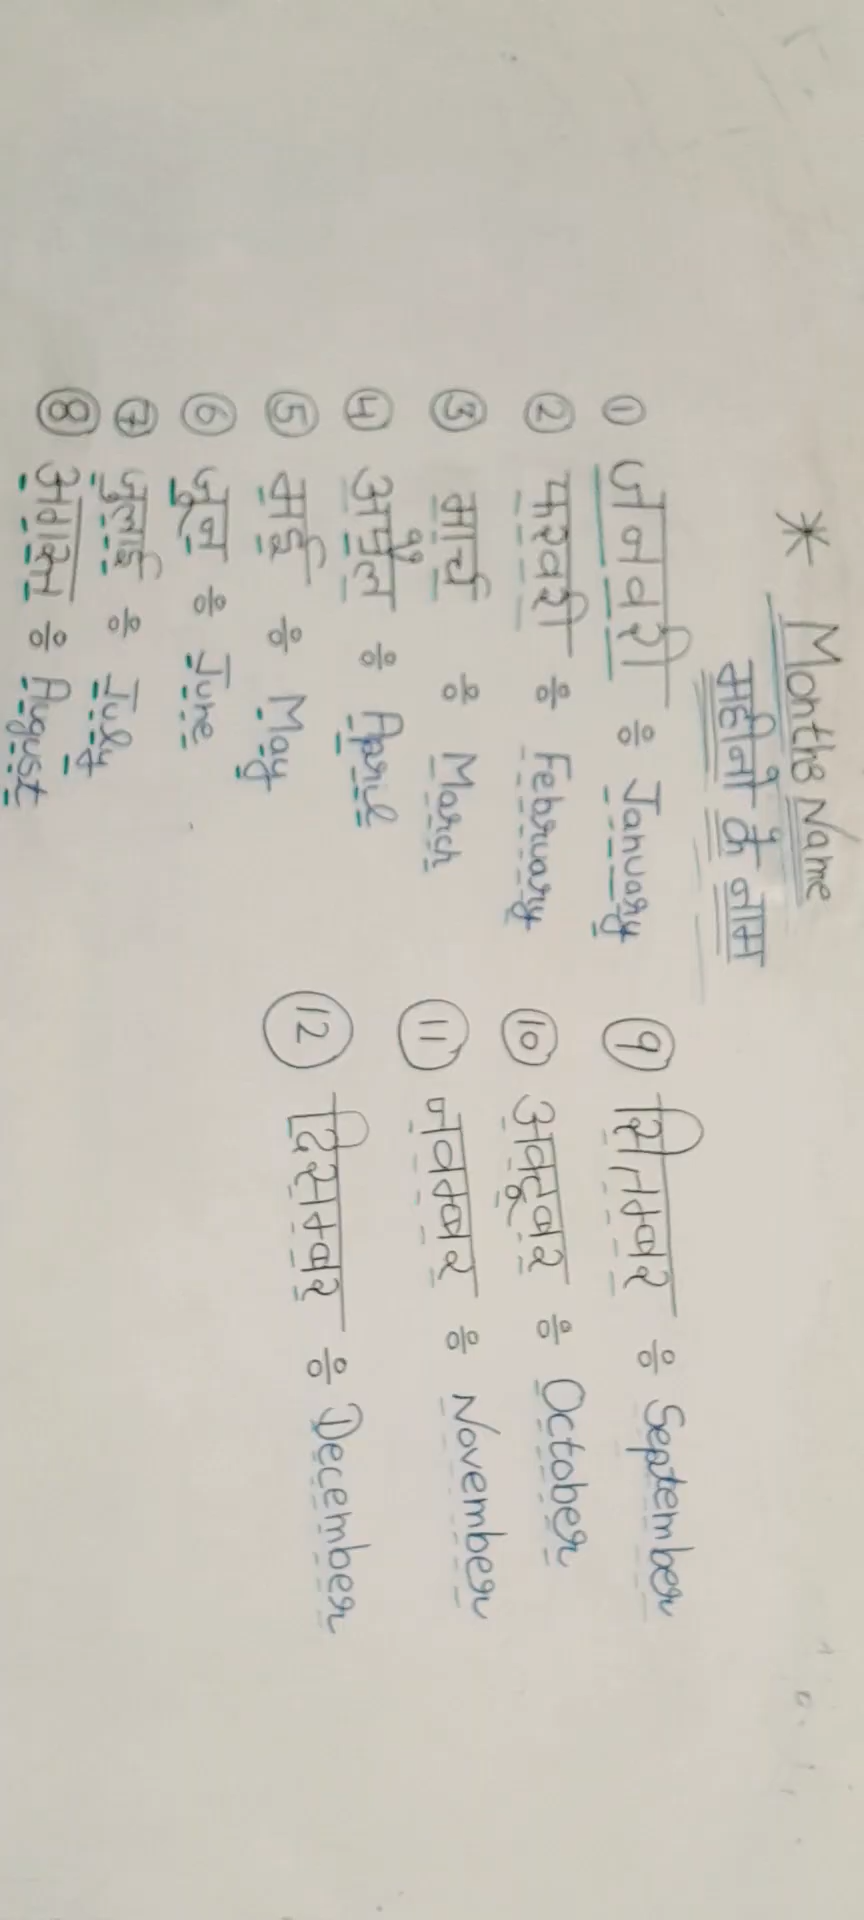 * Months Name
महीनों के नाम
① जनवरी ÷ January
② फरवरी ÷ February
③ मार्च ÷ March
④ अप्रैल ÷ April
⑤ मई ÷ May
⑥ जून ÷ June
⑦ जुलाई ÷ July
⑧ अगस्त ÷ August
⑨ सितम्बर ÷ September
⑩ अक्टूबर ÷ October
⑪ नवम्बर ÷ November
⑫ दिसम्बर ÷ December